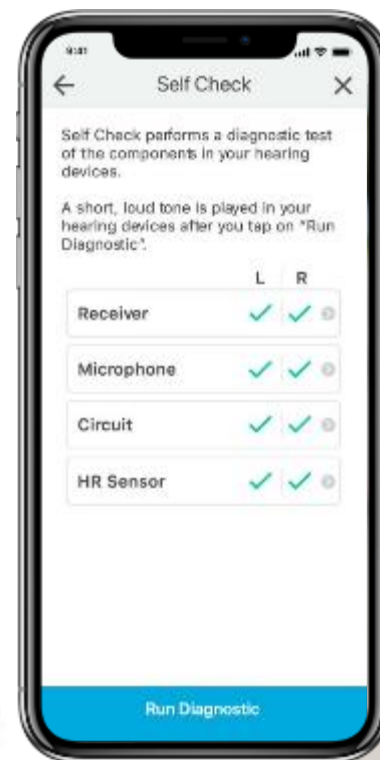 9:41
Self Check
Self Check performs a diagnostic test
of the components in your hearing
devices.
A short, loud tone is played in your
hearing devices after you tap on "Run
Diagnostic".
L R
Receiver
Microphone
Circuit
HR Sensor
Run Diagnostic